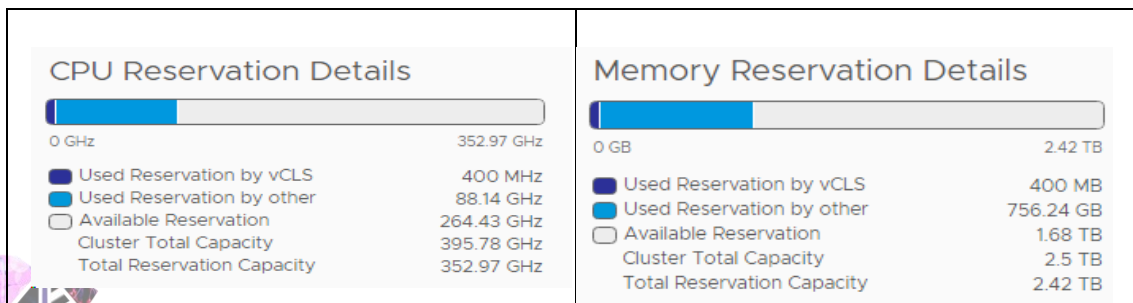 CPU Reservation Details
0 GHz 352.97 GHz
Used Reservation by vCLS 400 MHz
Used Reservation by other 88.14 GHz
Available Reservation 264.43 GHz
Cluster Total Capacity 395.78 GHz
Total Reservation Capacity 352.97 GHz
Memory Reservation Details
0 GB 2.42 TB
Used Reservation by vCLS 400 MB
Used Reservation by other 756.24 GB
Available Reservation 1.68 TB
Cluster Total Capacity 2.5 TB
Total Reservation Capacity 2.42 TB